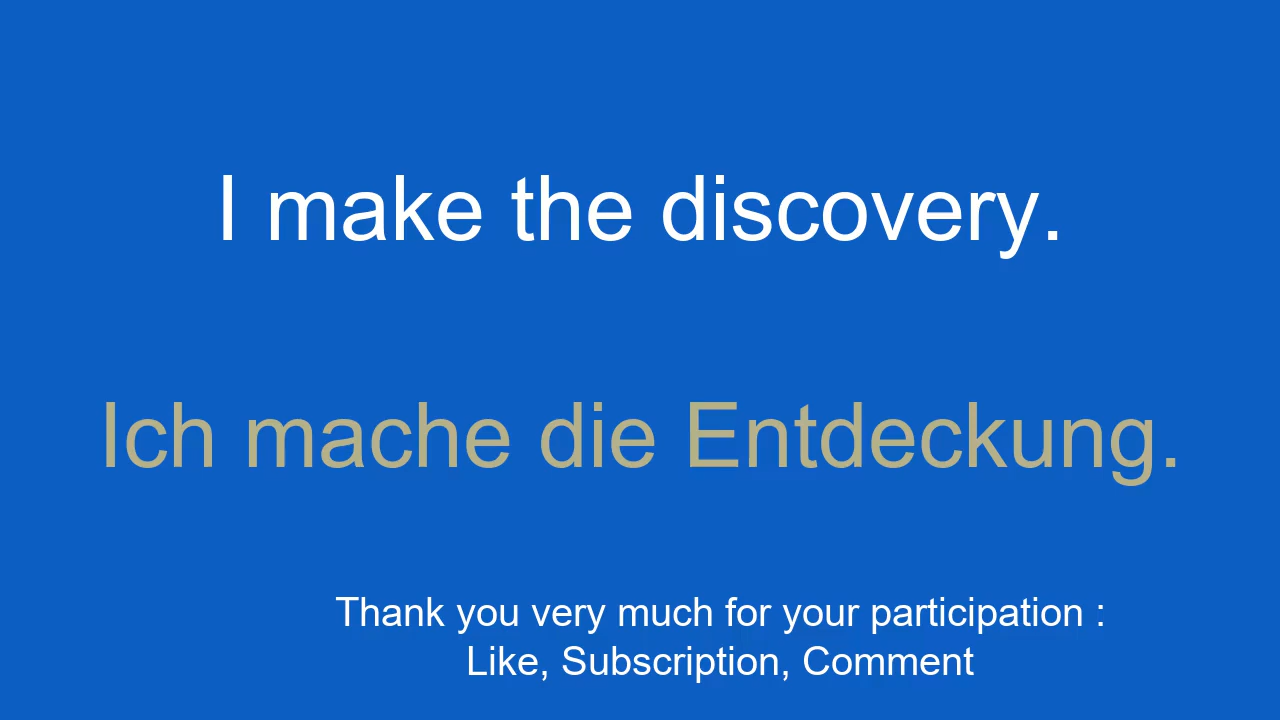 I make the discovery.
Ich mache die Entdeckung.
Thank you very much for your participation :
Like, Subscription, Comment